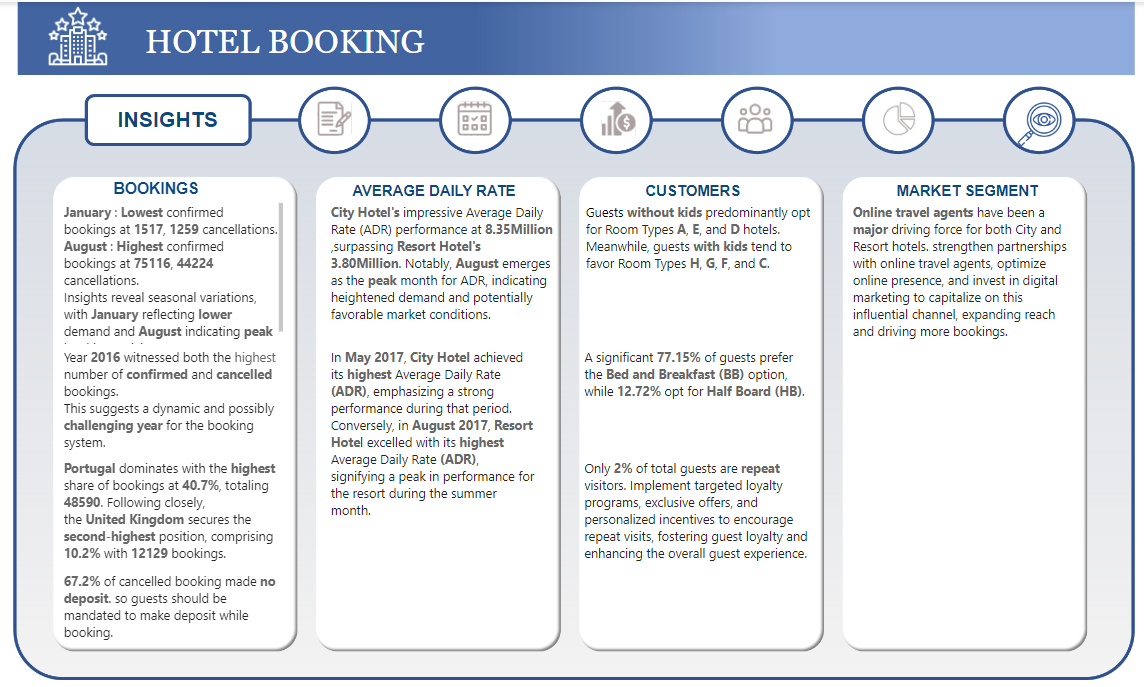 HOTEL BOOKING
INSIGHTS
BOOKINGS
January : Lowest confirmed
bookings at 1517, 1259 cancellations.
August : Highest confirmed
bookings at 75116, 44224
cancellations.
Insights reveal seasonal variations,
with January reflecting lower
demand and August indicating peak
Year 2016 witnessed both the highest
number of confirmed and cancelled
bookings.
This suggests a dynamic and possibly
challenging year for the booking
system.
Portugal dominates with the highest
share of bookings at 40.7%, totaling
48590. Following closely,
the United Kingdom secures the
second-highest position, comprising
10.2% with 12129 bookings.
67.2% of cancelled booking made no
deposit. so guests should be
mandated to make deposit while
booking.
AVERAGE DAILY RATE
City Hotel's impressive Average Daily
Rate (ADR) performance at 8.35Million
,surpassing Resort Hotel's
3.80Million. Notably, August emerges
as the peak month for ADR, indicating
heightened demand and potentially
favorable market conditions.
In May 2017, City Hotel achieved
its highest Average Daily Rate
(ADR), emphasizing a strong
performance during that period.
Conversely, in August 2017, Resort
Hotel excelled with its highest
Average Daily Rate (ADR),
signifying a peak in performance for
the resort during the summer
month.
CUSTOMERS
Guests without kids predominantly opt
for Room Types A, E, and D hotels.
Meanwhile, guests with kids tend to
favor Room Types H, G, F, and C.
A significant 77.15% of guests prefer
the Bed and Breakfast (BB) option,
while 12.72% opt for Half Board (HB).
Only 2% of total guests are repeat
visitors. Implement targeted loyalty
programs, exclusive offers, and
personalized incentives to encourage
repeat visits, fostering guest loyalty and
enhancing the overall guest experience.
MARKET SEGMENT
Online travel agents have been a
major driving force for both City and
Resort hotels. strengthen partnerships
with online travel agents, optimize
online presence, and invest in digital
marketing to capitalize on this
influential channel, expanding reach
and driving more bookings.